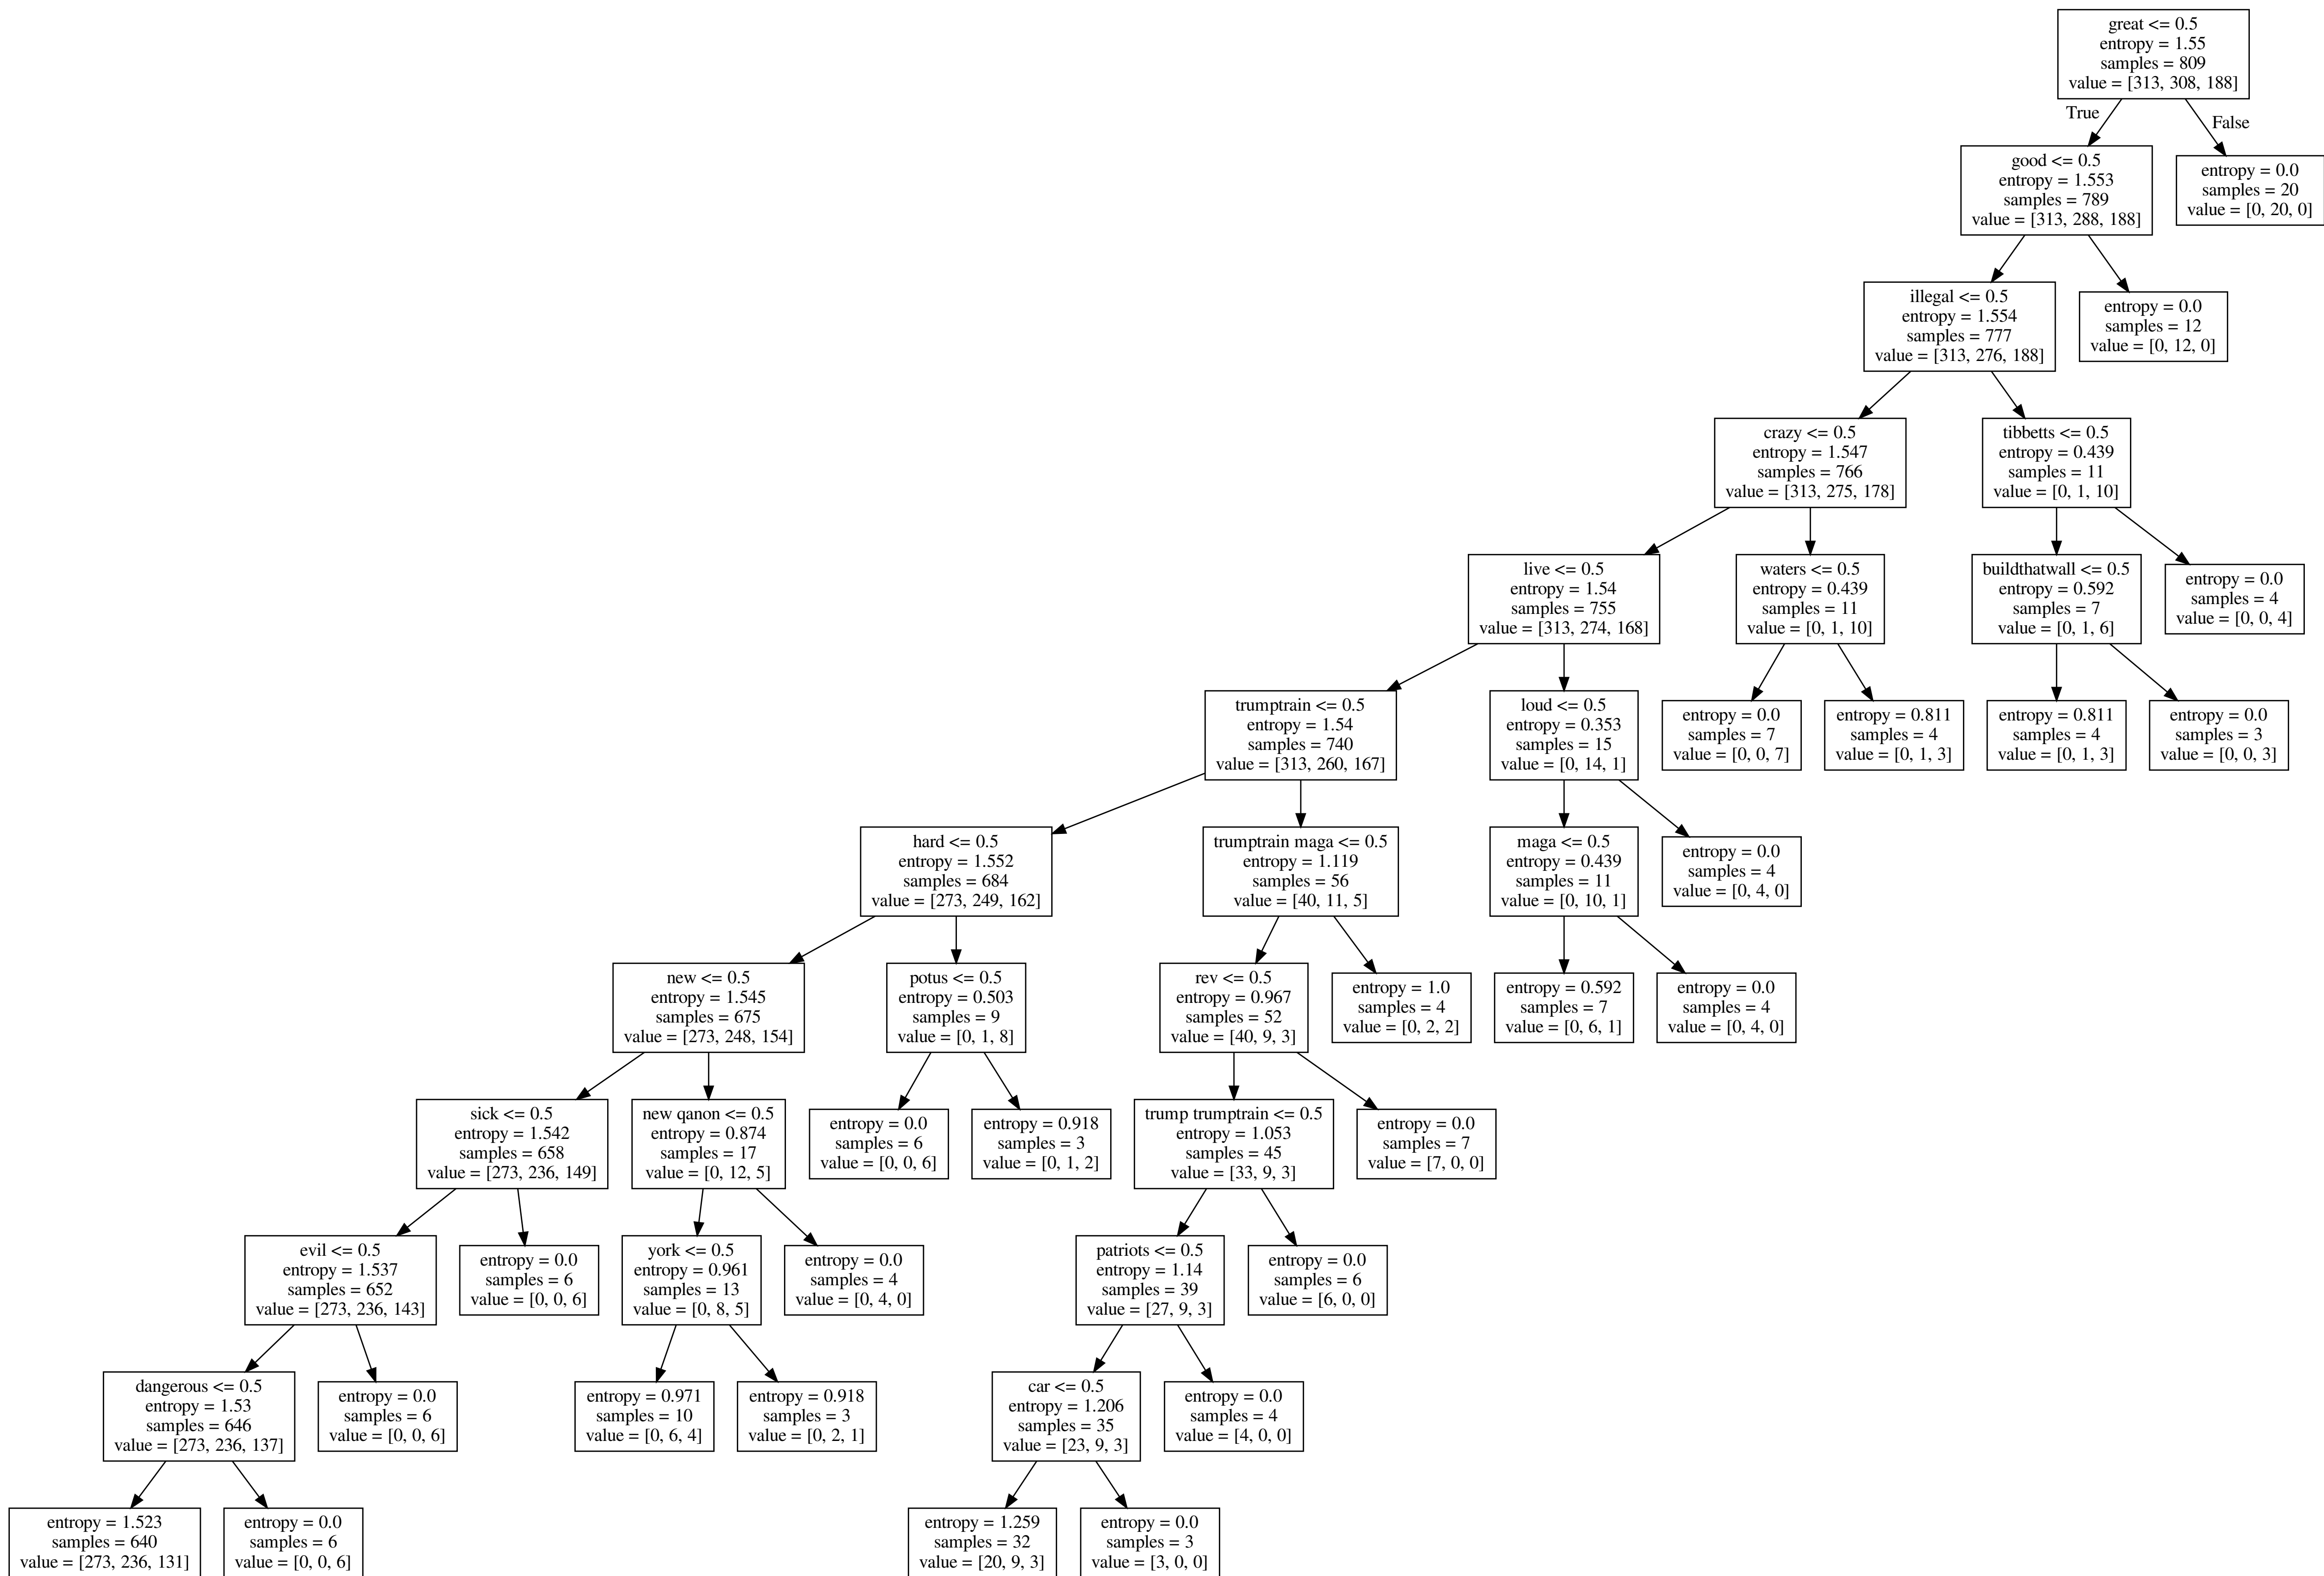 great <= 0.5
entropy = 1.55
samples = 809
value = [313, 308, 188]
True
False
good <= 0.5
entropy = 1.553
samples = 789
value = [313, 288, 188]
entropy = 0.0
samples = 20
value = [0, 20, 0]
illegal <= 0.5
entropy = 1.554
samples = 777
value = [313, 276, 188]
entropy = 0.0
samples = 12
value = [0, 12, 0]
crazy <= 0.5
entropy = 1.547
samples = 766
value = [313, 275, 178]
tibbetts <= 0.5
entropy = 0.439
samples = 11
value = [0, 1, 10]
live <= 0.5
entropy = 1.54
samples = 755
value = [313, 274, 168]
waters <= 0.5
entropy = 0.439
samples = 11
value = [0, 1, 10]
buildthatwall <= 0.5
entropy = 0.592
samples = 7
value = [0, 1, 6]
entropy = 0.0
samples = 4
value = [0, 0, 4]
trumptrain <= 0.5
entropy = 1.54
samples = 740
value = [313, 260, 167]
loud <= 0.5
entropy = 0.353
samples = 15
value = [0, 14, 1]
entropy = 0.0
samples = 7
value = [0, 0, 7]
entropy = 0.811
samples = 4
value = [0, 1, 3]
entropy = 0.811
samples = 4
value = [0, 1, 3]
entropy = 0.0
samples = 3
value = [0, 0, 3]
hard <= 0.5
entropy = 1.552
samples = 684
value = [273, 249, 162]
trumptrain maga <= 0.5
entropy = 1.119
samples = 56
value = [40, 11, 5]
maga <= 0.5
entropy = 0.439
samples = 11
value = [0, 10, 1]
entropy = 0.0
samples = 4
value = [0, 4, 0]
new <= 0.5
entropy = 1.545
samples = 675
value = [273, 248, 154]
potus <= 0.5
entropy = 0.503
samples = 9
value = [0, 1, 8]
rev <= 0.5
entropy = 0.967
samples = 52
value = [40, 9, 3]
entropy = 1.0
samples = 4
value = [0, 2, 2]
entropy = 0.592
samples = 7
value = [0, 6, 1]
entropy = 0.0
samples = 4
value = [0, 4, 0]
sick <= 0.5
entropy = 1.542
samples = 658
value = [273, 236, 149]
new qanon <= 0.5
entropy = 0.874
samples = 17
value = [0, 12, 5]
entropy = 0.0
samples = 6
value = [0, 0, 6]
entropy = 0.918
samples = 3
value = [0, 1, 2]
trump trumptrain <= 0.5
entropy = 1.053
samples = 45
value = [33, 9, 3]
entropy = 0.0
samples = 7
value = [7, 0, 0]
evil <= 0.5
entropy = 1.537
samples = 652
value = [273, 236, 143]
entropy = 0.0
samples = 6
value = [0, 0, 6]
york <= 0.5
entropy = 0.961
samples = 13
value = [0, 8, 5]
entropy = 0.0
samples = 4
value = [0, 4, 0]
patriots <= 0.5
entropy = 1.14
samples = 39
value = [27, 9, 3]
entropy = 0.0
samples = 6
value = [6, 0, 0]
dangerous <= 0.5
entropy = 1.53
samples = 646
value = [273, 236, 137]
entropy = 0.0
samples = 6
value = [0, 0, 6]
entropy = 0.971
samples = 10
value = [0, 6, 4]
entropy = 0.918
samples = 3
value = [0, 2, 1]
car <= 0.5
entropy = 1.206
samples = 35
value = [23, 9, 3]
entropy = 0.0
samples = 4
value = [4, 0, 0]
entropy = 1.523
samples = 640
value = [273, 236, 131]
entropy = 0.0
samples = 6
value = [0, 0, 6]
entropy = 1.259
samples = 32
value = [20, 9, 3]
entropy = 0.0
samples = 3
value = [3, 0, 0]